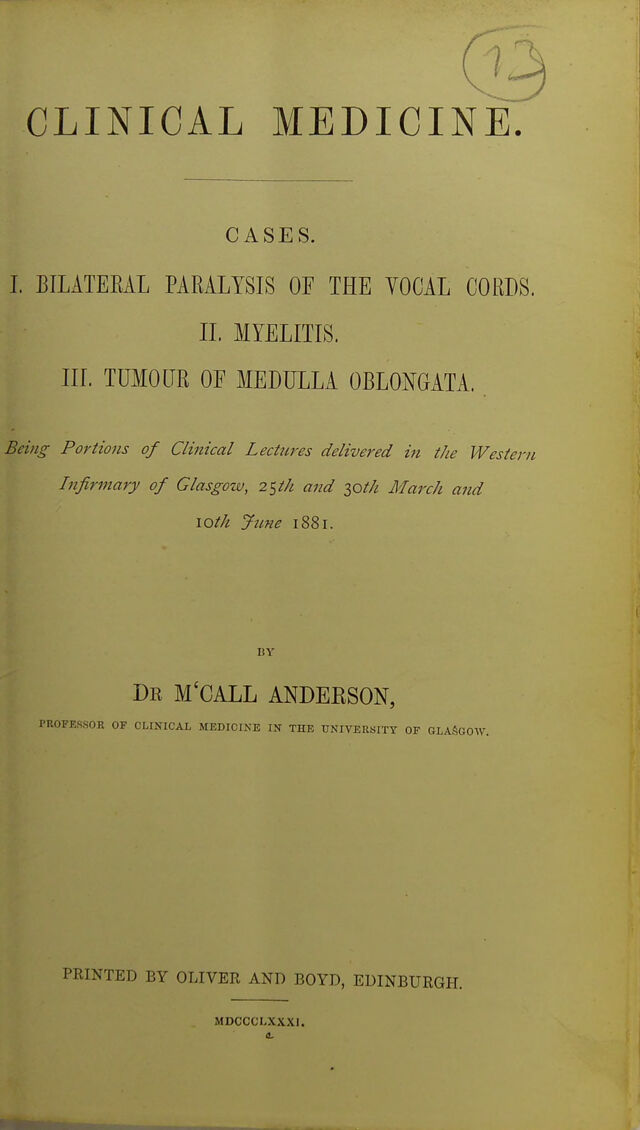 13
CLINICAL MEDICINE.
CASES.
I. BILATERAL PARALYSIS OF THE VOCAL CORDS.
II. MYELITIS.
III. TUMOUR OF MEDULLA OBLONGATA.
Being Portions of Clinical Lectures delivered in the Western
Infirmary of Glasgow, 25th and 30th March and
10th June 1881.
BY
DR M‘CALL ANDERSON,
PROFESSOR OF CLINICAL MEDICINE IN THE UNIVERSITY OF GLASGOW.
PRINTED BY OLIVER AND BOYD, EDINBURGH.
MDCCCLXXXI.
a